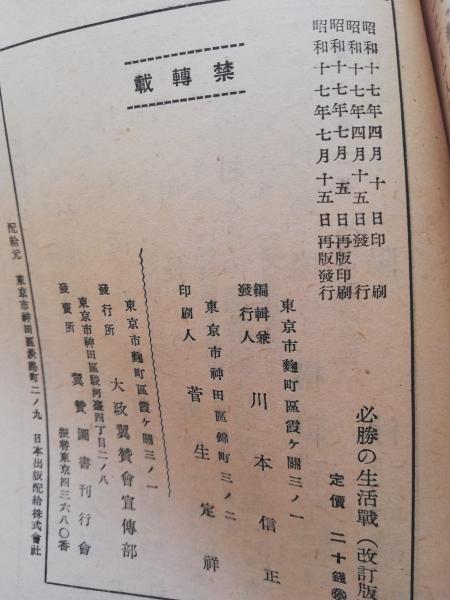 必勝の生活戰（改訂版
定價 二十錢
昭和十七年四月十日印刷
昭和十七年四月十五日發行
昭和十七年七月五日再版印刷
昭和十七年七月十五日再版發行
東京市麴町區霞ヶ關三ノ一
編輯兼發行人 川本信正
東京市神田區錦町三ノ二
印刷人 菅生定祥
禁轉載
東京市麴町區霞ヶ關三ノ一
發行所 大政翼贊會宣傳部
東京市神田區駿河臺四丁目二ノ八
發賣所 翼贊圖書刊行會
振替東京四三六八〇番
配給元 東京市神田區淡路町二ノ九 日本出版配給株式會社